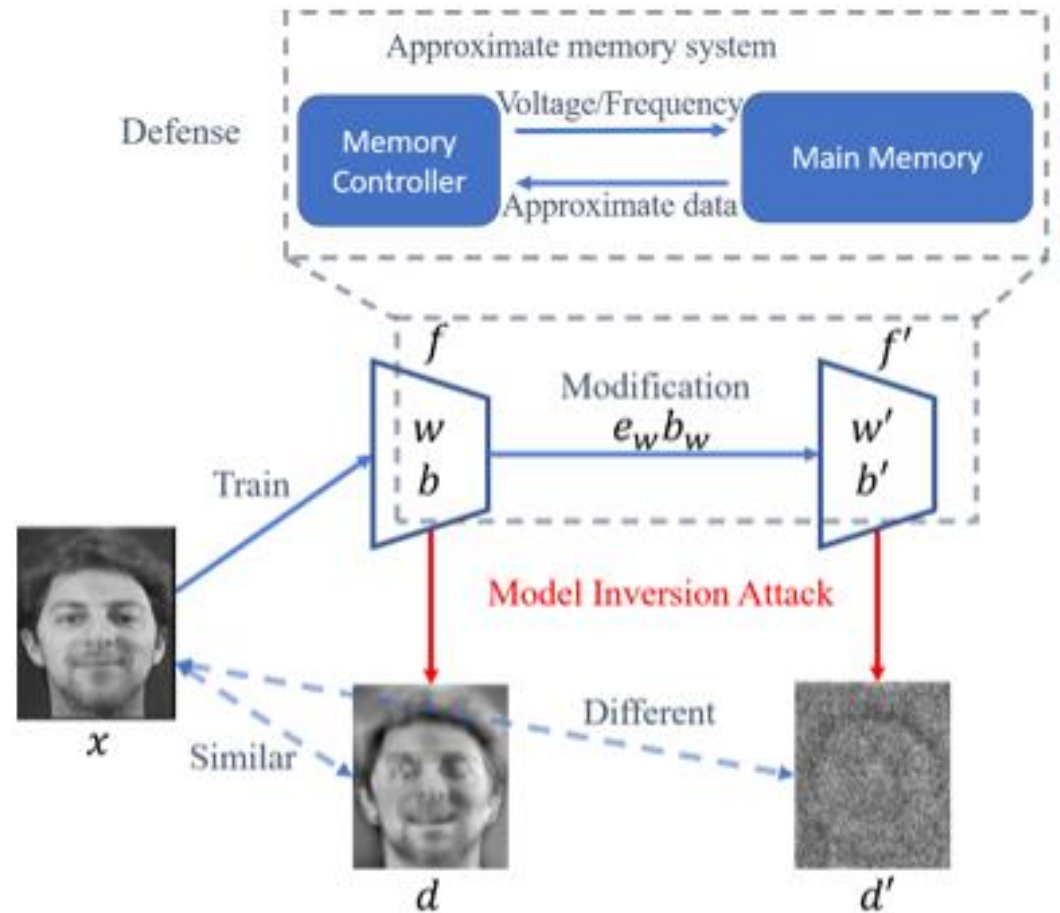 Approximate memory system
Defense
Memory
Controller
Voltage/Frequency
Approximate data
Main Memory
f
f'
Modification
e_w b_w
w
b
w'
b'
Train
Model Inversion Attack
x
Similar
Different
d
d'